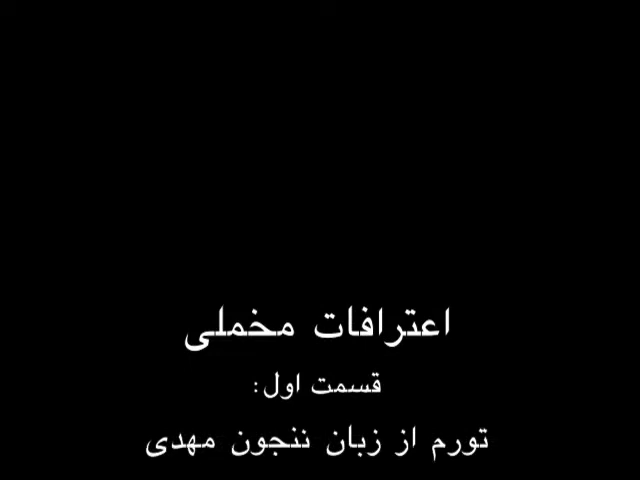 اعترافات مخملی
قسمت اول:
تورم از زبان ننجون مهدی